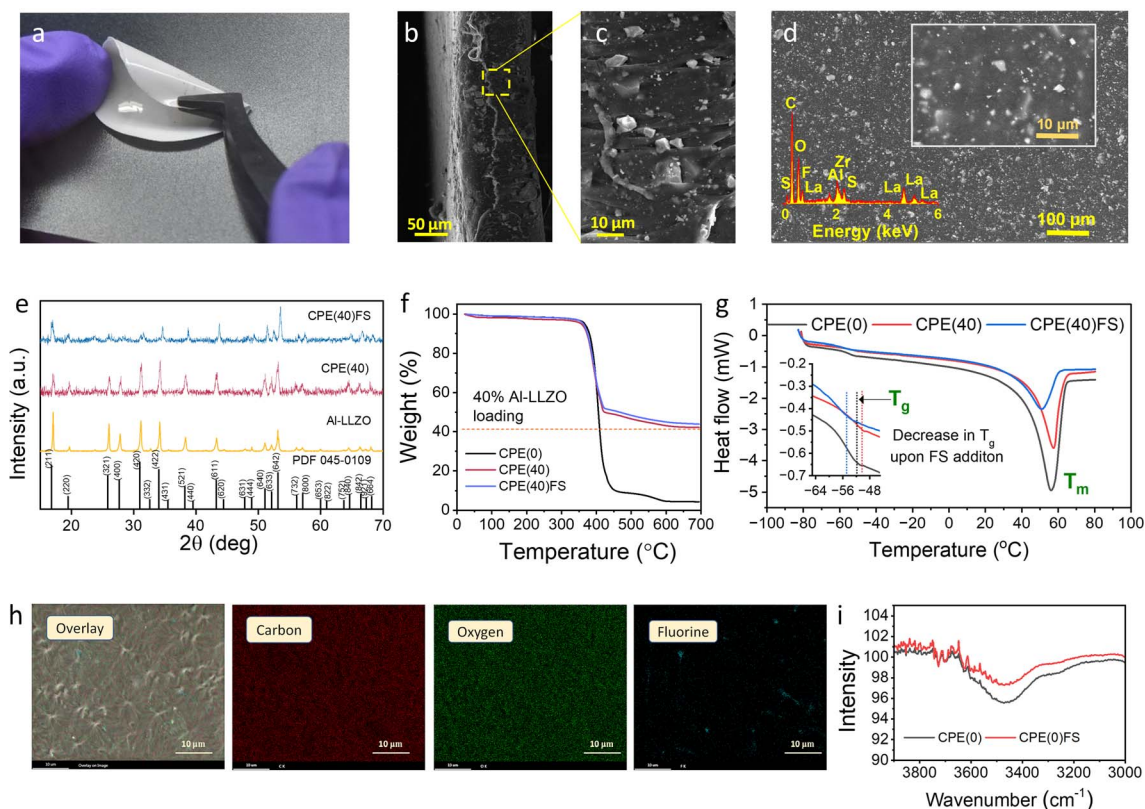 a
b
50 µm
c
10 µm
d
10 µm
C
O
F
S
La
Al
Zr
S
La
La
La
0
2
4
6
Energy (keV)
100 µm
e
Intensity (a.u.)
CPE(40)FS
CPE(40)
Al-LLZO
PDF 045-0109
(211)
(220)
(321)
(400)
(420)
(332)
(422)
(431)
(521)
(440)
(611)
(620)
(631)
(444)
(640)
(633)
(642)
(732)
(800)
(653)
(822)
(752)
(840)
(842)
(664)
20
30
40
50
60
70
2θ (deg)
f
Weight (%)
100
80
60
40
20
0
40% Al-LLZO
loading
CPE(0)
CPE(40)
CPE(40)FS
0
100
200
300
400
500
600
700
Temperature (°C)
g
Heat flow (mW)
1
0
−1
−2
−3
−4
−5
CPE(0)
CPE(40)
CPE(40)FS)
−0.2
−0.3
−0.4
−0.5
−0.6
−0.7
−64
−56
−48
Tg
Decrease in Tg
upon FS additon
Tm
−100
−80
−60
−40
−20
0
20
40
60
80
100
Temperature (°C)
h
Overlay
10 µm
Overlay on Image
Carbon
10 µm
C K
Oxygen
10 µm
O K
Fluorine
10 µm
F K
i
Intensity
104
102
100
98
96
94
92
90
CPE(0)
CPE(0)FS
3800
3600
3400
3200
3000
Wavenumber (cm-1)